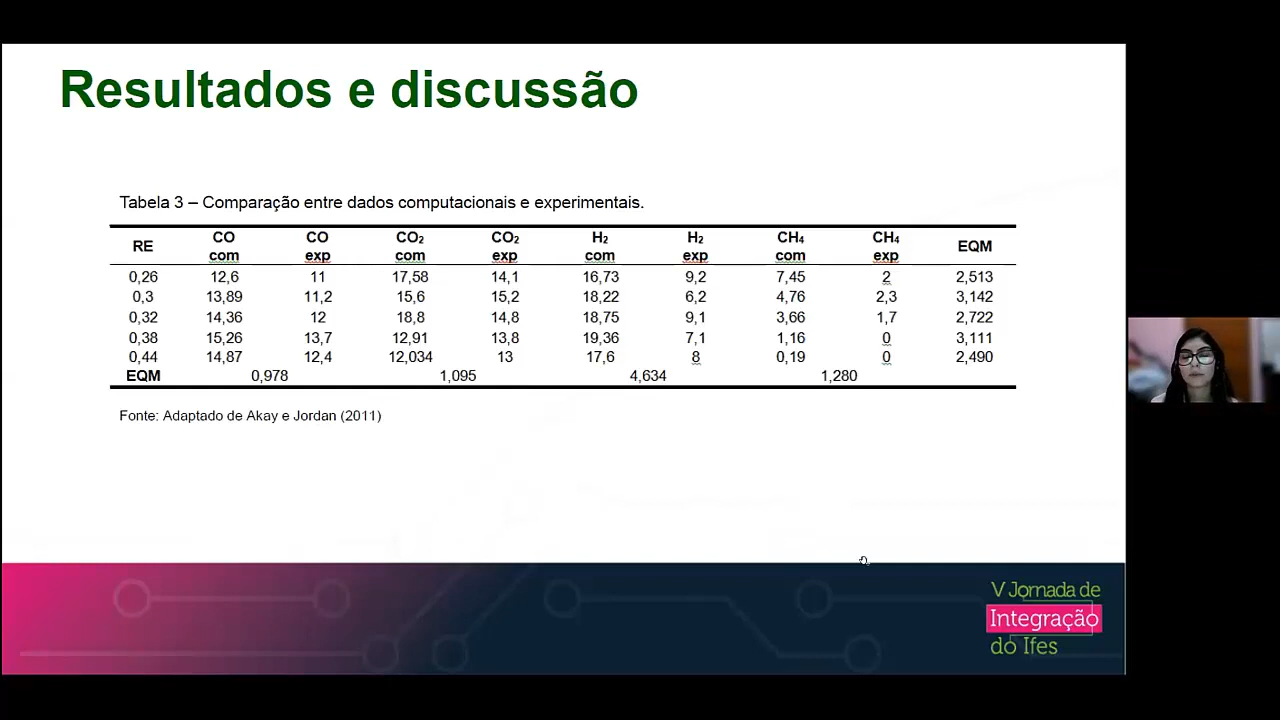 Resultados e discussão
Tabela 3 – Comparação entre dados computacionais e experimentais.
RE CO com CO exp CO₂ com CO₂ exp H₂ com H₂ exp CH₄ com CH₄ exp EQM
0,26 12,6 11 17,58 14,1 16,73 9,2 7,45 2 2,513
0,3 13,89 11,2 15,6 15,2 18,22 6,2 4,76 2,3 3,142
0,32 14,36 12 18,8 14,8 18,75 9,1 3,66 1,7 2,722
0,38 15,26 13,7 12,91 13,8 19,36 7,1 1,16 0 3,111
0,44 14,87 12,4 12,034 13 17,6 8 0,19 0 2,490
EQM 0,978 1,095 4,634 1,280
Fonte: Adaptado de Akay e Jordan (2011)
V Jornada de
Integração
do Ifes